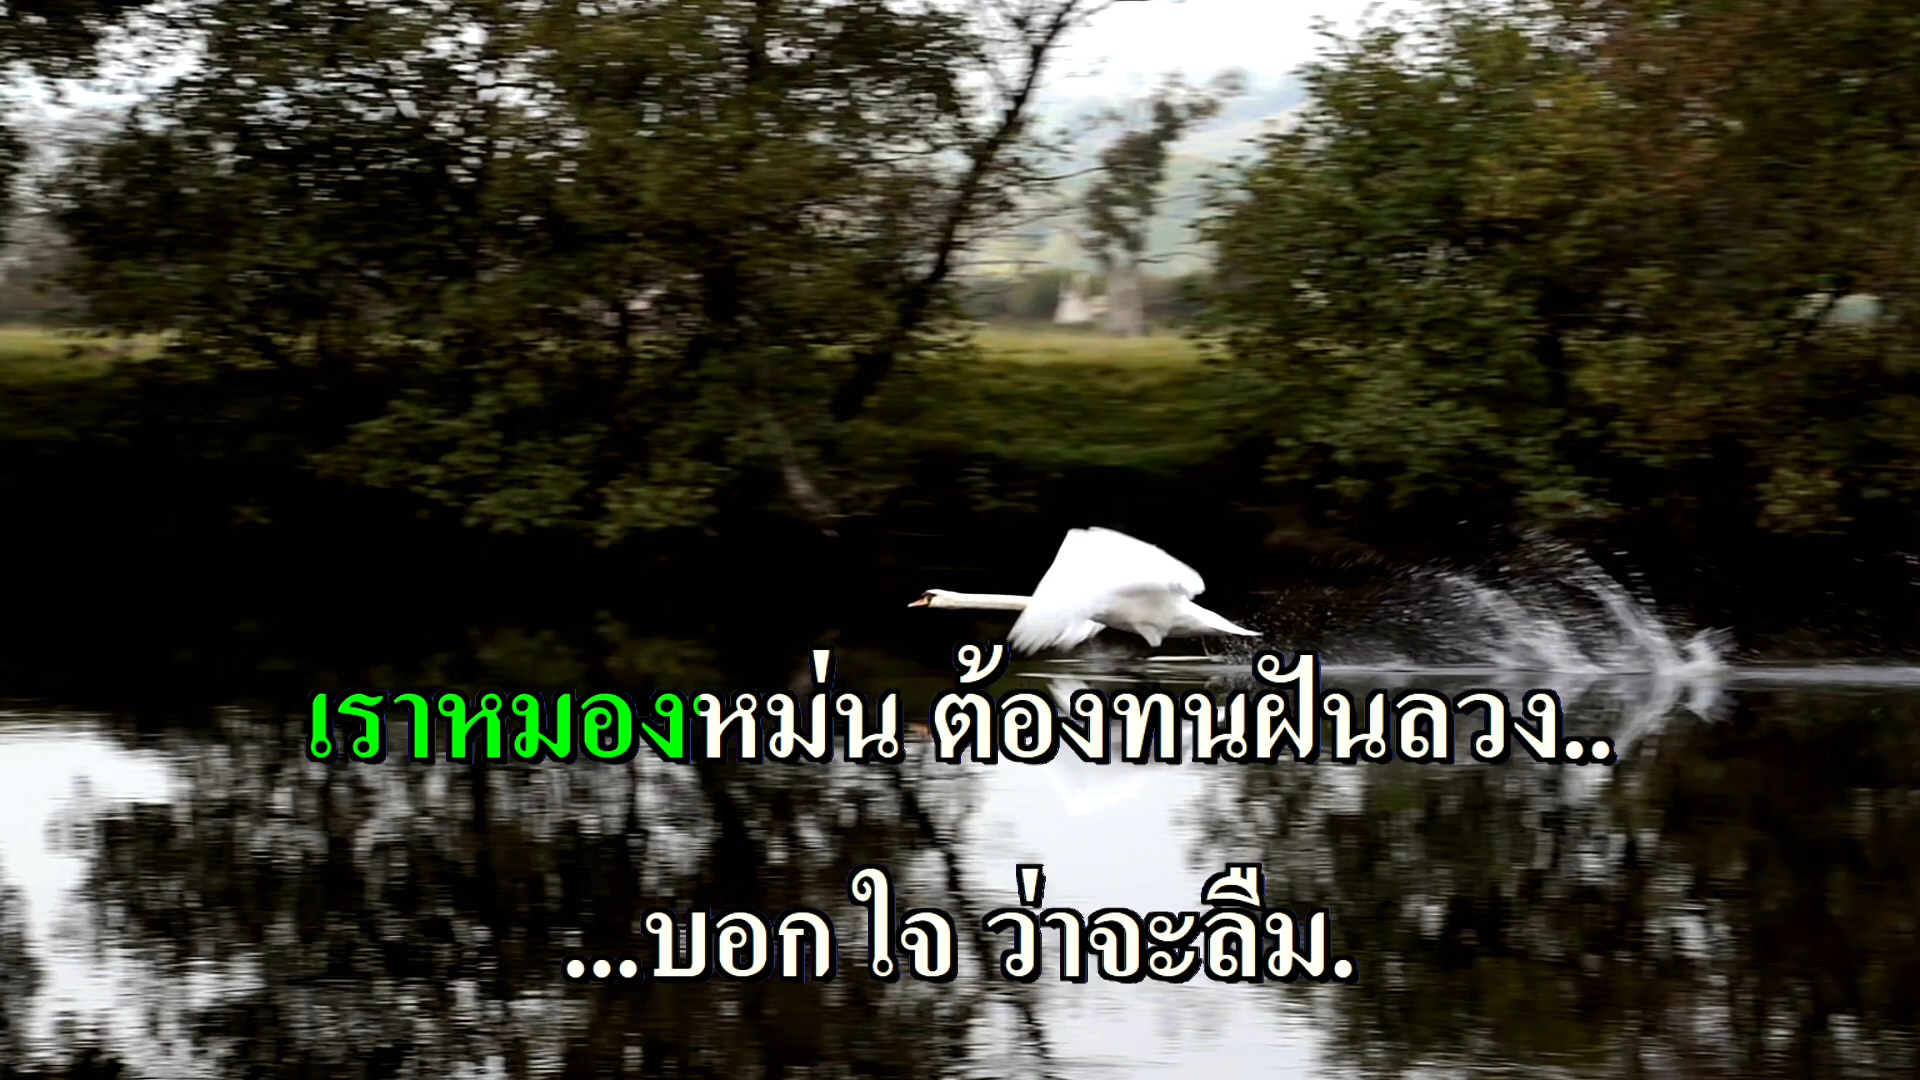 เราหมองหม่น ต้องทนฝันลวง..
...บอก ใจ ว่าจะลืม.